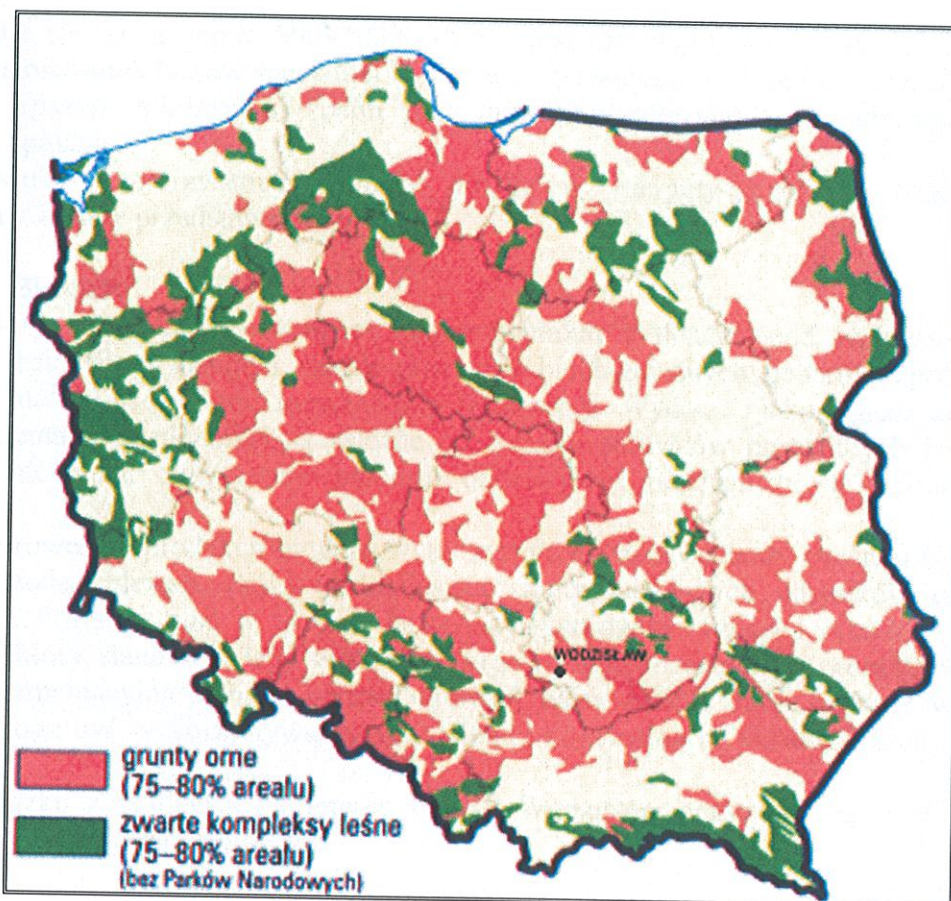 WODZISŁAW
grunty orne
(75–80% arealu)
zwarte kompleksy leśne
(75–80% arealu)
(bez Parków Narodowych)